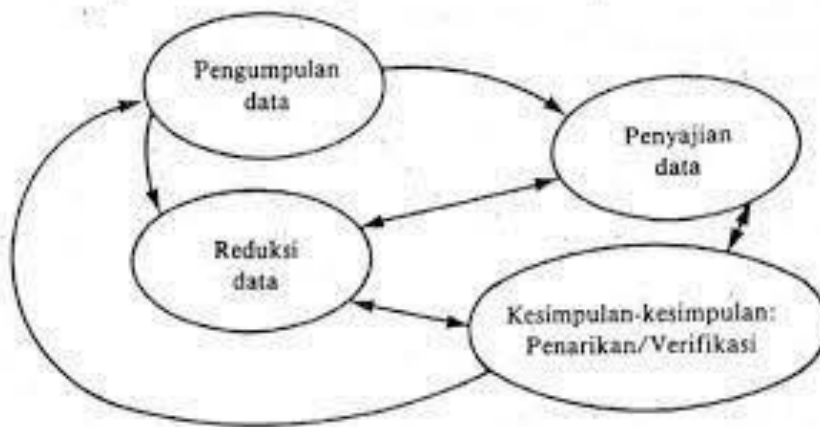 Pengumpulan
data
Penyajian
data
Reduksi
data
Kesimpulan-kesimpulan:
Penarikan/Verifikasi